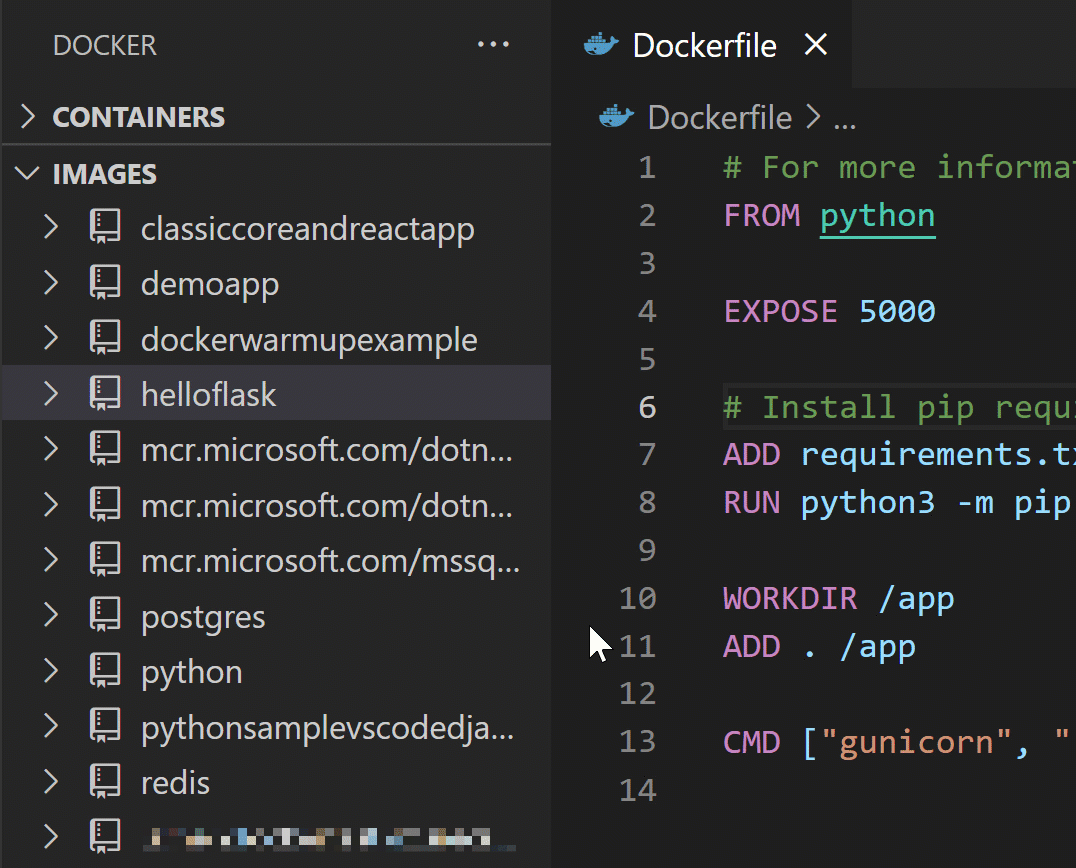 DOCKER
CONTAINERS
IMAGES
classiccoreandreactapp
demoapp
dockerwarmupexample
helloflask
mcr.microsoft.com/dotn...
mcr.microsoft.com/dotn...
mcr.microsoft.com/mssq...
postgres
python
pythonsamplevscodedja...
redis
Dockerfile
Dockerfile > ...
1 # For more informat
2 FROM python
3
4 EXPOSE 5000
5
6 # Install pip requi
7 ADD requirements.tx
8 RUN python3 -m pip
9
10 WORKDIR /app
11 ADD . /app
12
13 CMD ["gunicorn", "
14